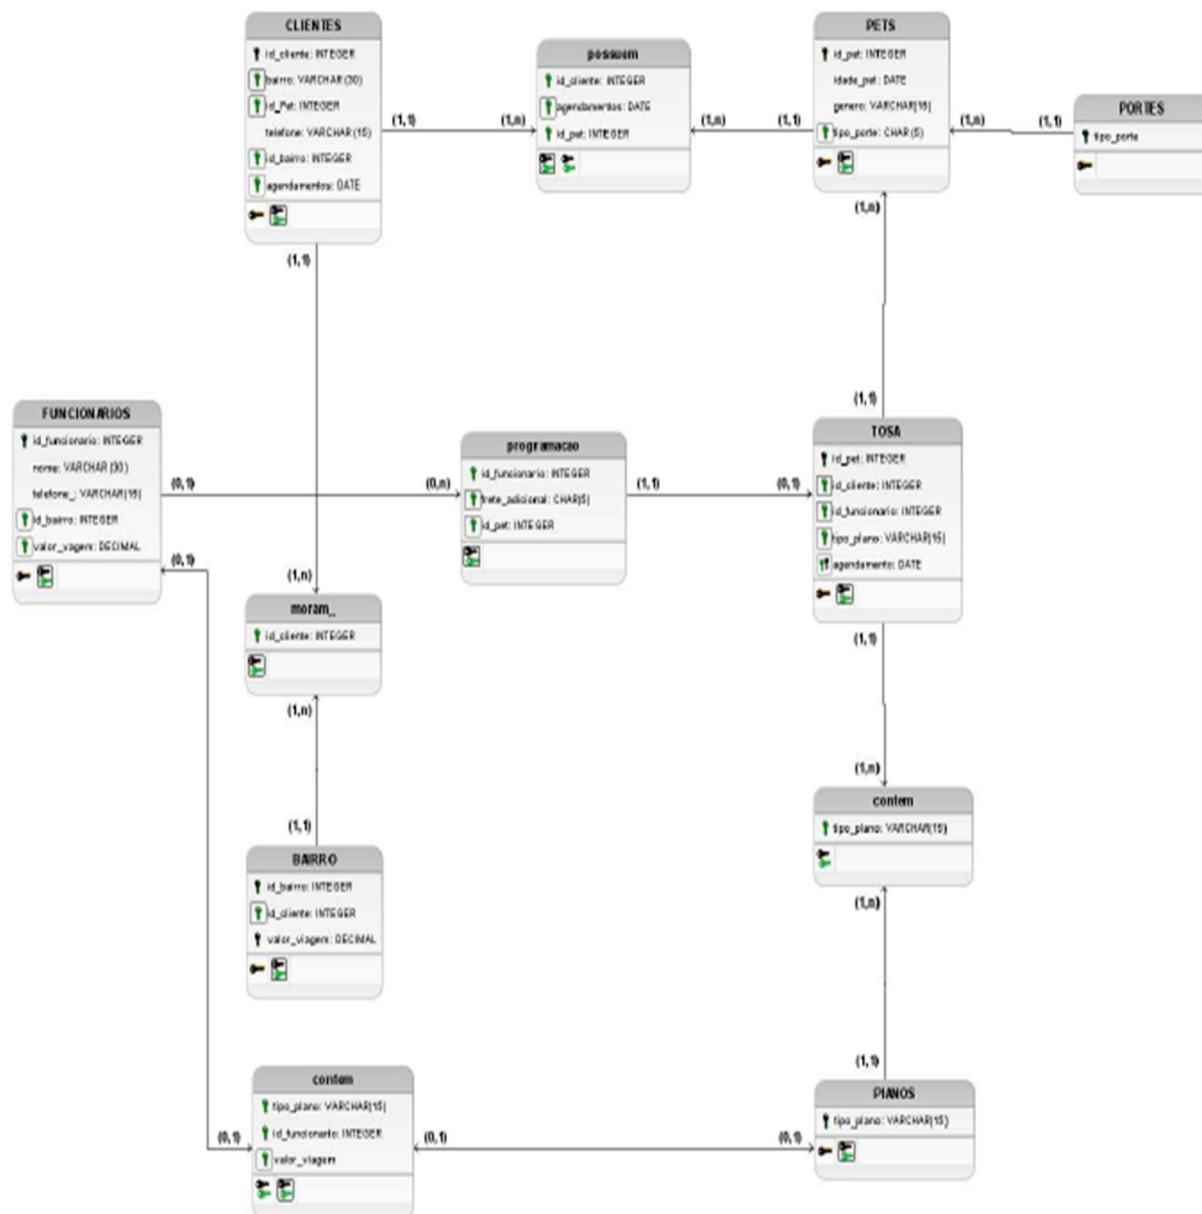 CLIENTES
id_cliente: INTEGER
bairro: VARCHAR(30)
id_Pet: INTEGER
telefone: VARCHAR(15)
id_bairro: INTEGER
agendamentos: DATE
possuem
id_cliente: INTEGER
agendamentos: DATE
id_pet: INTEGER
PETS
id_pet: INTEGER
idade_pet: DATE
genero: VARCHAR(15)
tipo_porte: CHAR(5)
PORTES
tipo_porte
(1,1)
(1,n)
(1,n)
(1,1)
(1,n)
(1,1)
(1,n)
(1,1)
(1,1)
FUNCIONARIOS
id_funcionario: INTEGER
nome: VARCHAR(30)
telefone_: VARCHAR(15)
id_bairro: INTEGER
valor_vagem: DECIMAL
(0,1)
(0,n)
programacao
id_funcionario: INTEGER
frete_adicional: CHAR(5)
id_pet: INTEGER
(1,1)
(0,1)
TOSA
id_pet: INTEGER
id_cliente: INTEGER
id_funcionario: INTEGER
tipo_plano: VARCHAR(15)
agendamento: DATE
(0,1)
(1,n)
moram_
id_cliente: INTEGER
(1,n)
(1,1)
(1,1)
(1,n)
BAIRRO
id_bairro: INTEGER
id_cliente: INTEGER
valor_viagem: DECIMAL
contem
tipo_plano: VARCHAR(15)
(1,n)
(1,1)
contem
tipo_plano: VARCHAR(15)
id_funcionario: INTEGER
valor_viagem
(0,1)
(0,1)
(0,1)
PlANOS
tipo_plano: VARCHAR(15)